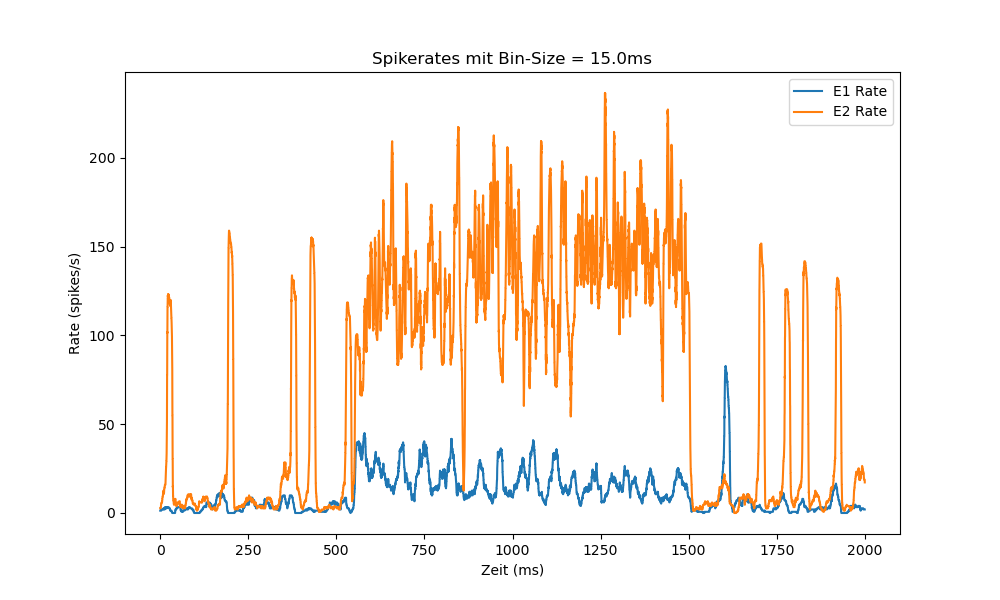 Spikerates mit Bin-Size = 15.0ms
E1 Rate
E2 Rate
Rate (spikes/s)
200
150
100
50
0
0 250 500 750 1000 1250 1500 1750 2000
Zeit (ms)